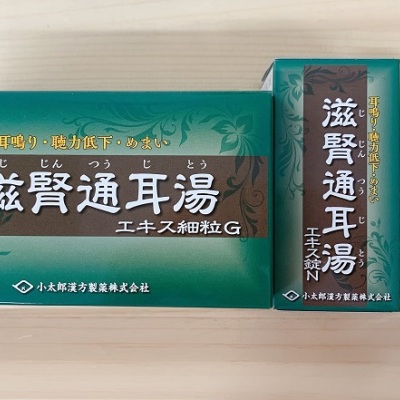 耳鳴り・聴力低下・めまい
じ じん つう じ とう
滋腎通耳湯
エキス細粒G
小太郎漢方製薬株式会社
耳鳴り・聴力低下・めまい
滋腎通耳湯
じ じん つう じ とう
エキス錠N
小太郎漢方製薬株式会社